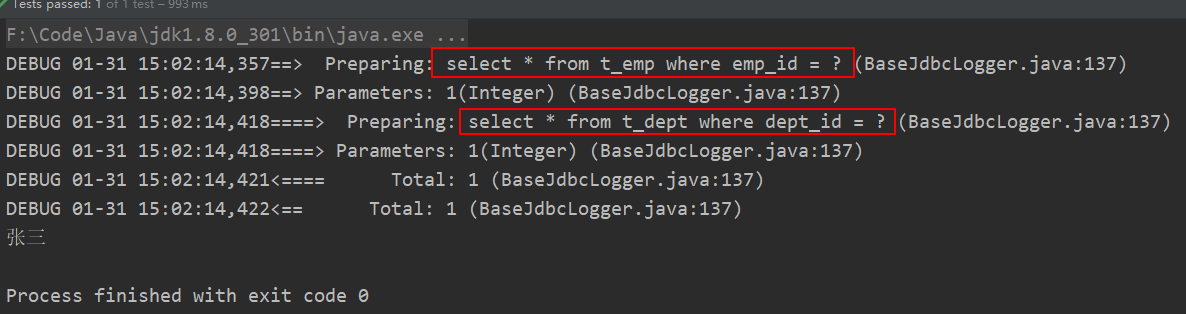 Tests passed: 1 of 1 test – 993 ms
F:\Code\Java\jdk1.8.0_301\bin\java.exe ...
DEBUG 01-31 15:02:14,357==>  Preparing: select * from t_emp where emp_id = ? (BaseJdbcLogger.java:137)
DEBUG 01-31 15:02:14,398==> Parameters: 1(Integer) (BaseJdbcLogger.java:137)
DEBUG 01-31 15:02:14,418====>  Preparing: select * from t_dept where dept_id = ? (BaseJdbcLogger.java:137)
DEBUG 01-31 15:02:14,418====> Parameters: 1(Integer) (BaseJdbcLogger.java:137)
DEBUG 01-31 15:02:14,421<====      Total: 1 (BaseJdbcLogger.java:137)
DEBUG 01-31 15:02:14,422<==      Total: 1 (BaseJdbcLogger.java:137)
张三
Process finished with exit code 0